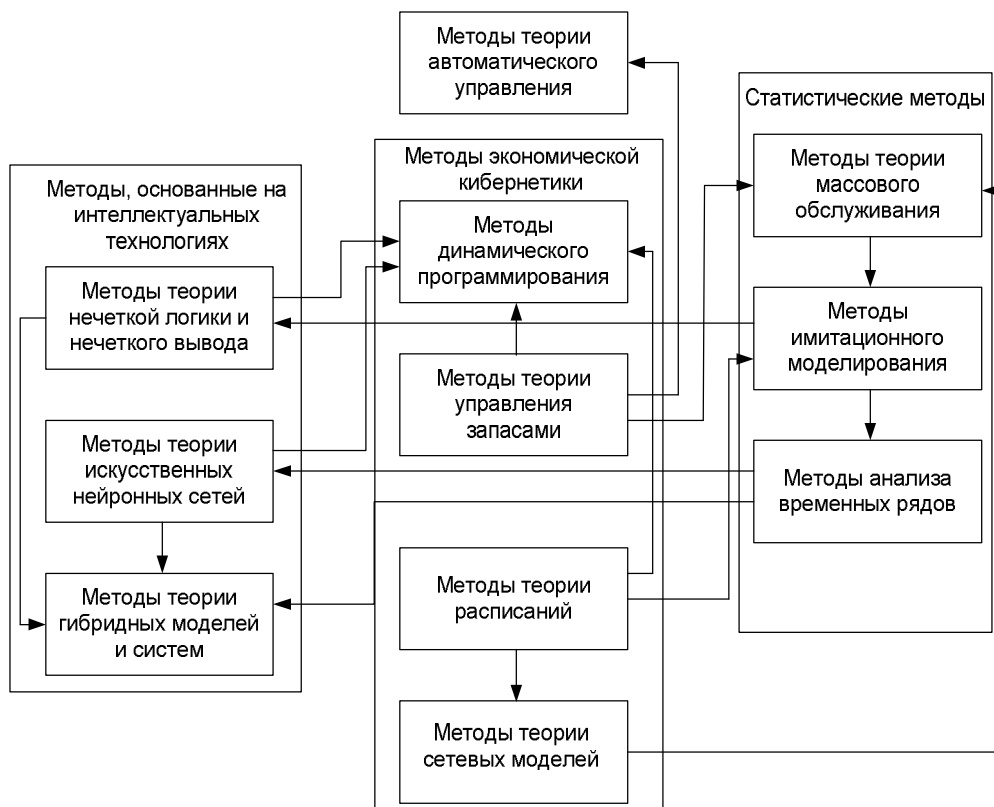 Методы теории
автоматического
управления
Методы, основанные на
интеллектуальных
технологиях
Методы теории
нечеткой логики и
нечеткого вывода
Методы теории
искусственных
нейронных сетей
Методы теории
гибридных моделей
и систем
Методы экономической
кибернетики
Методы
динамического
программирования
Методы теории
управления
запасами
Методы теории
расписаний
Методы теории
сетевых моделей
Статистические методы
Методы теории
массового
обслуживания
Методы
имитационного
моделирования
Методы анализа
временных рядов